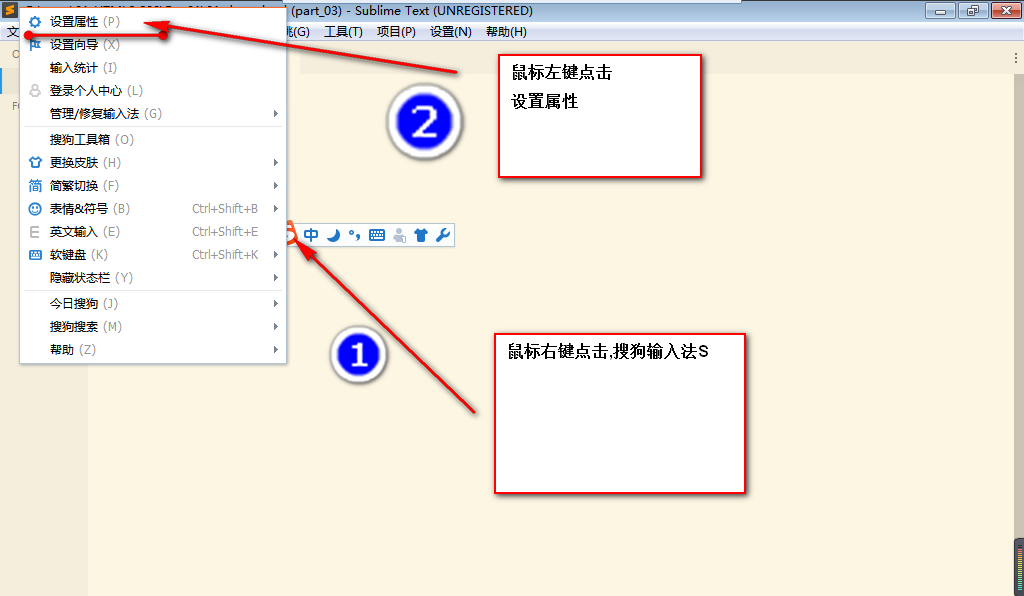 (part_03) - Sublime Text (UNREGISTERED)
工具(T) 项目(P) 设置(N) 帮助(H)
设置属性 (P)
设置向导 (X)
输入统计 (I)
登录个人中心 (L)
管理/修复输入法 (G)
搜狗工具箱 (O)
更换皮肤 (H)
简 简繁切换 (F)
表情&符号 (B) Ctrl+Shift+B
E 英文输入 (E) Ctrl+Shift+E
软键盘 (K) Ctrl+Shift+K
隐藏状态栏 (Y)
今日搜狗 (J)
搜狗搜索 (M)
帮助 (Z)
鼠标左键点击
设置属性
2
中
1
鼠标右键点击,搜狗输入法S